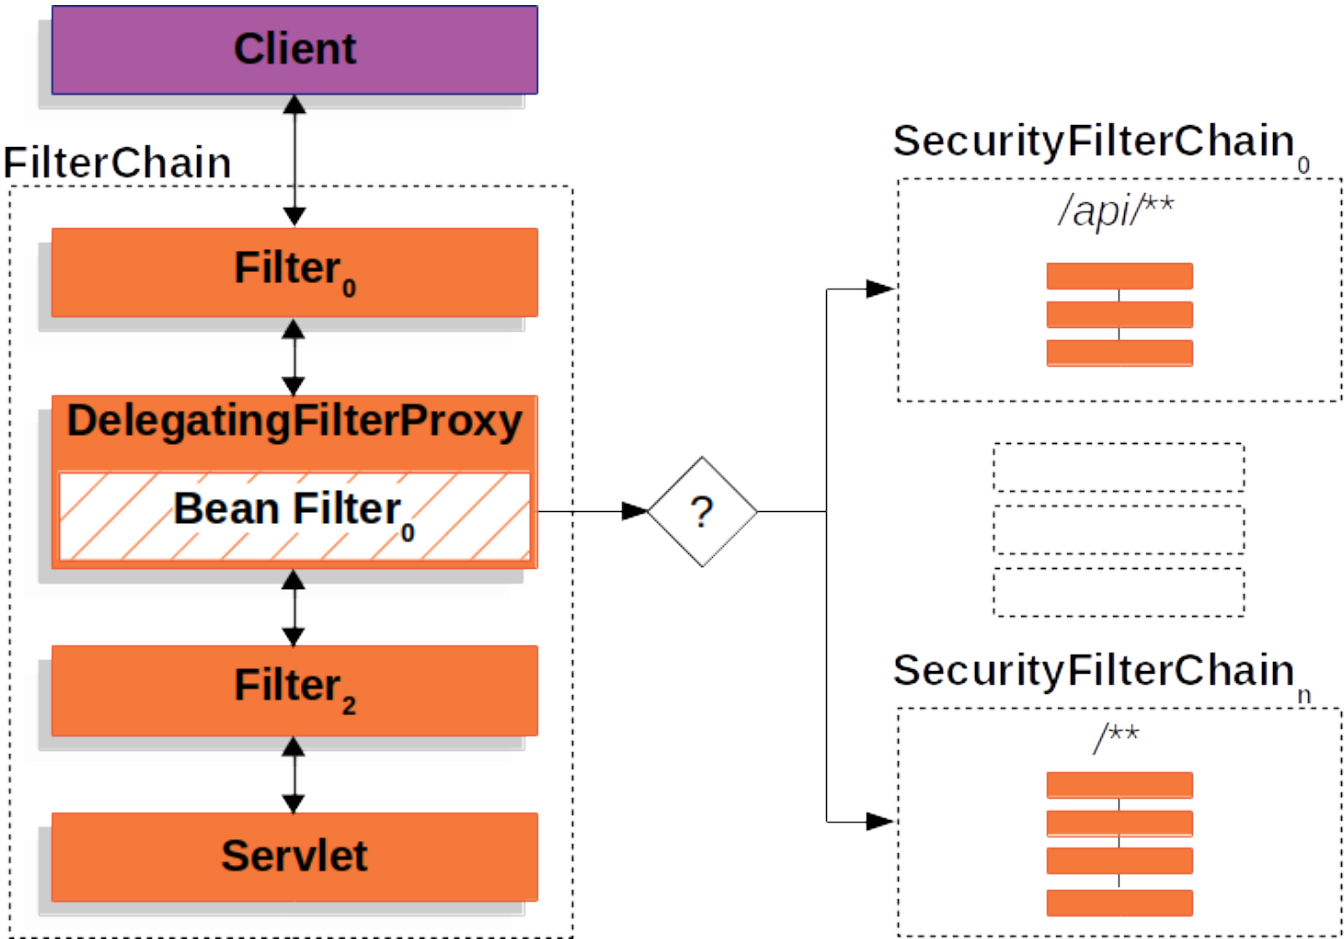 Client
FilterChain
Filter0
DelegatingFilterProxy
Bean Filter0
Filter2
Servlet
?
SecurityFilterChain0
/api/**
SecurityFilterChainn
/**